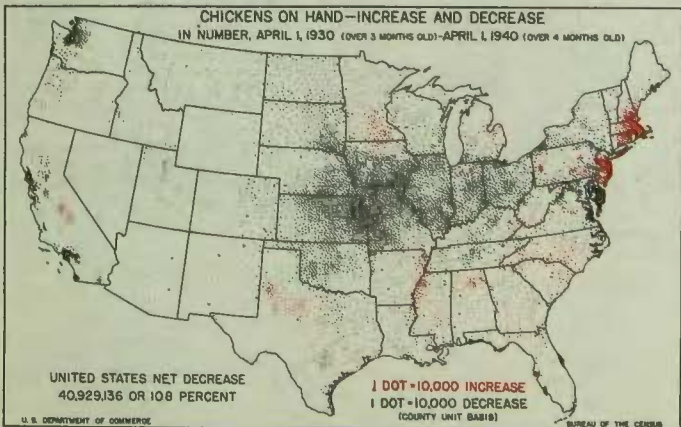 CHICKENS ON HAND—INCREASE AND DECREASE
IN NUMBER, APRIL 1, 1930 (OVER 3 MONTHS OLD)-APRIL 1, 1940 (OVER 4 MONTHS OLD)
UNITED STATES NET DECREASE
40,929,136 OR 10.8 PERCENT
1 DOT=10,000 INCREASE
1 DOT=10,000 DECREASE
(COUNTY UNIT BASIS)
U. S. DEPARTMENT OF COMMERCE
BUREAU OF THE CENSUS